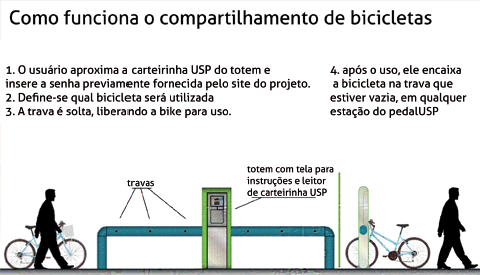 Como funciona o compartilhamento de bicicletas
1. O usuário aproxima a carteirinha USP do totem e
insere a senha previamente fornecida pelo site do projeto.
2. Define-se qual bicicleta será utilizada
3. A trava é solta, liberando a bike para uso.
4. após o uso, ele encaixa
a bicicleta na trava que
estiver vazia, em qualquer
estação do pedalUSP
travas
totem com tela para
instruções e leitor
de carteirinha USP